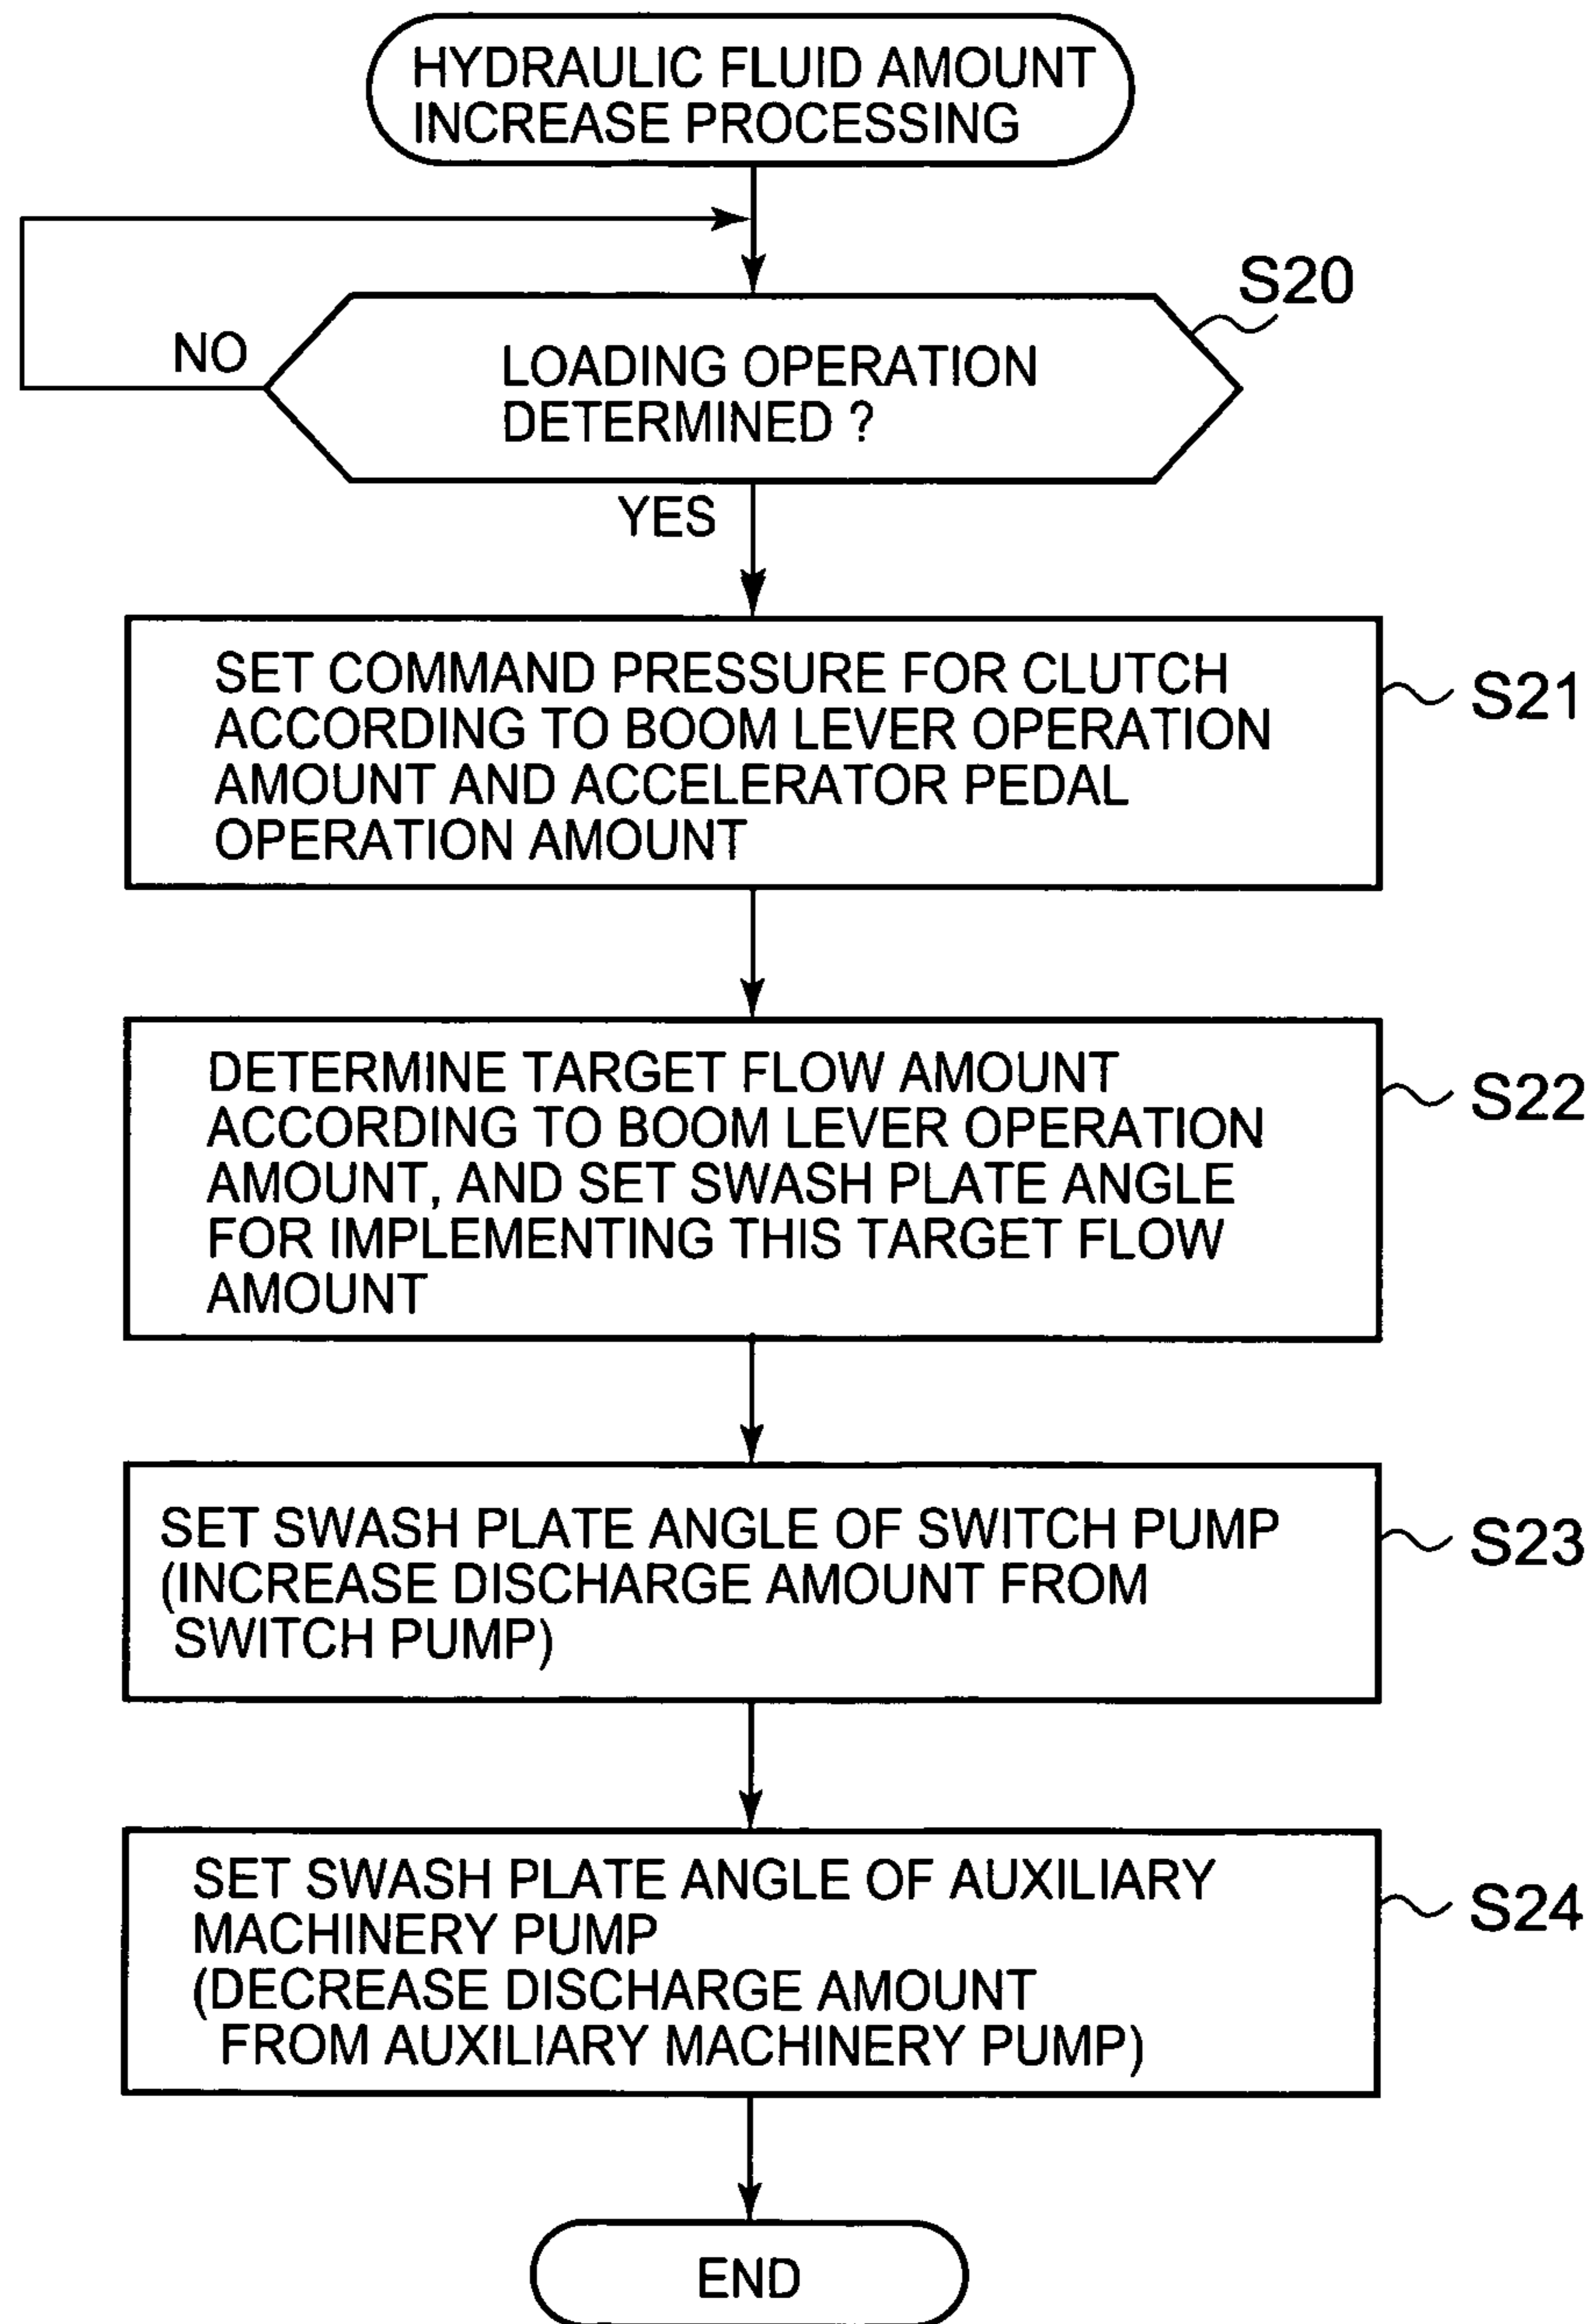 HYDRAULIC FLUID AMOUNT
INCREASE PROCESSING
S20
NO
LOADING OPERATION
DETERMINED ?
YES
SET COMMAND PRESSURE FOR CLUTCH
ACCORDING TO BOOM LEVER OPERATION
AMOUNT AND ACCELERATOR PEDAL
OPERATION AMOUNT
S21
DETERMINE TARGET FLOW AMOUNT
ACCORDING TO BOOM LEVER OPERATION
AMOUNT, AND SET SWASH PLATE ANGLE
FOR IMPLEMENTING THIS TARGET FLOW
AMOUNT
S22
SET SWASH PLATE ANGLE OF SWITCH PUMP
(INCREASE DISCHARGE AMOUNT FROM
SWITCH PUMP)
S23
SET SWASH PLATE ANGLE OF AUXILIARY
MACHINERY PUMP
(DECREASE DISCHARGE AMOUNT
FROM AUXILIARY MACHINERY PUMP)
S24
END